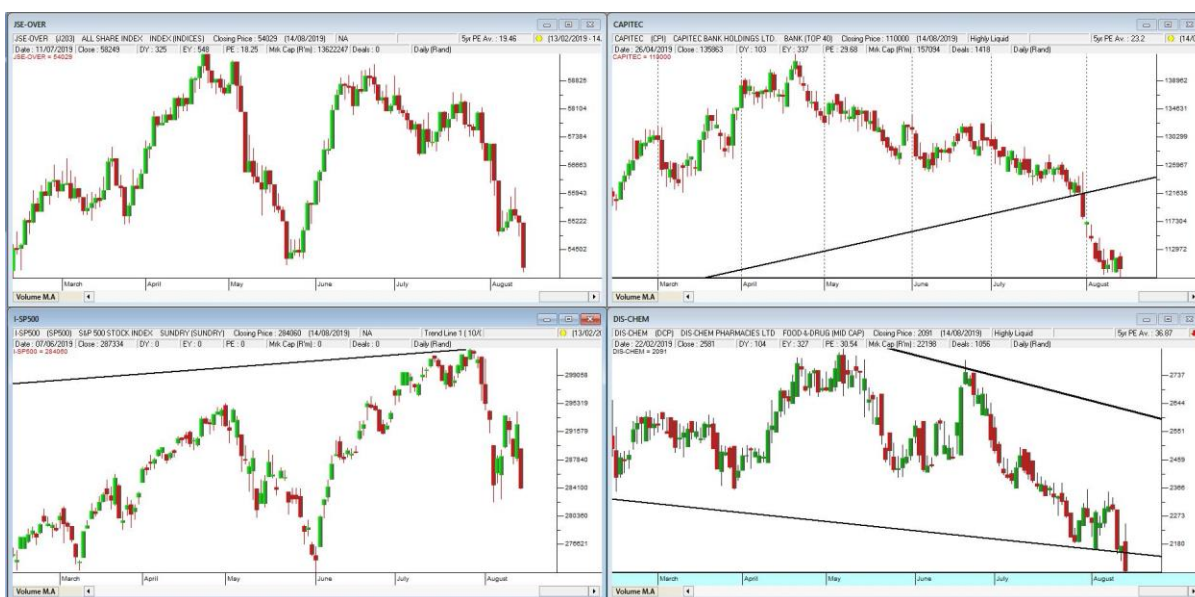 JSE-OVER
JSE-OVER (J203) ALL SHARE INDEX INDEX (INDICES) Closing Price : 54029 (14/08/2019) NA 5yr PE Av. : 19.46 (13/02/2019 - 14.
Date : 11/07/2019 Close : 58249 DY : 325 EY : 548 PE : 18.25 Mrk Cap (R'm) : 13622247 Deals : 0 Daily (Rand)
JSE-OVER = 54029
58826
58104
57384
56663
55943
55222
54502
March April May June July August
Volume M.A
CAPITEC
CAPITEC (CPI) CAPITEC BANK HOLDINGS LTD. BANK (TOP 40) Closing Price : 110000 (14/08/2019) Highly Liquid 5yr PE Av. : 23.2 (14/0
Date : 26/04/2019 Close : 135863 DY : 103 EY : 337 PE : 29.68 Mrk Cap (R'm) : 157094 Deals : 1418 Daily (Rand)
CAPITEC = 110000
138962
134631
130299
125967
121635
117304
112972
March April May June July August
Volume M.A
I-SP500
I-SP500 (SP500) S&P 500 STOCK INDEX SUNDRY (SUNDRY) Closing Price : 284060 (14/08/2019) NA Trend Line 1 ( 10/0 (13/02/
Date : 07/06/2019 Close : 287334 DY : 0 EY : 0 PE : 0 Mrk Cap (R'm) : 0 Deals : 0 Daily (Rand)
I-SP500 = 284060
299058
295319
291579
287840
284100
280360
276621
March April May June July August
Volume M.A
DIS-CHEM
DIS-CHEM (DCP) DIS-CHEM PHARMACIES LTD FOOD-&-DRUG (MID CAP) Closing Price : 2091 (14/08/2019) Highly Liquid 5yr PE Av. : 36.87
Date : 22/02/2019 Close : 2581 DY : 104 EY : 327 PE : 30.54 Mrk Cap (R'm) : 22198 Deals : 1056 Daily (Rand)
DIS-CHEM = 2091
2737
2644
2551
2459
2366
2273
2180
March April May June July August
Volume M.A